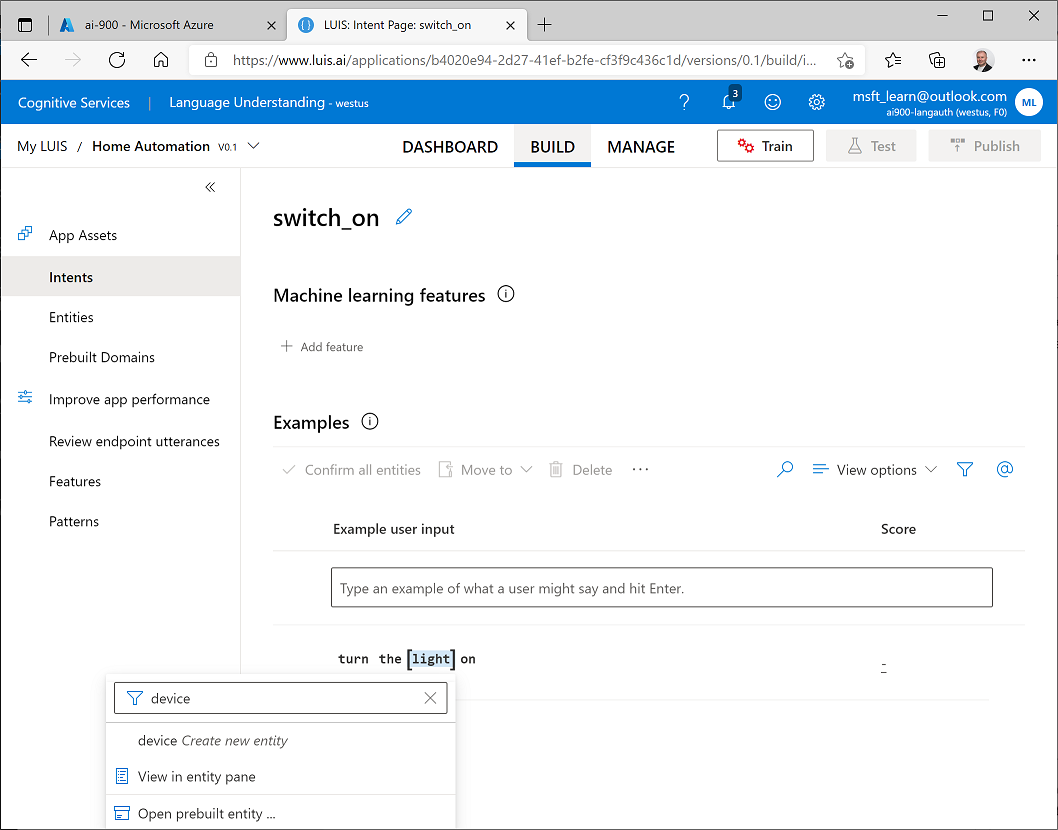 ai-900 - Microsoft Azure
LUIS: Intent Page: switch_on
https://www.luis.ai/applications/b4020e94-2d27-41ef-b2fe-cf3f9c436c1d/versions/0.1/build/i...
Cognitive Services | Language Understanding - westus
? 3
msft_learn@outlook.com
ai900-langauth (westus, F0)
ML
My LUIS / Home Automation V0.1
DASHBOARD BUILD MANAGE Train Test Publish
App Assets
Intents
Entities
Prebuilt Domains
Improve app performance
Review endpoint utterances
Features
Patterns
switch_on
Machine learning features
+ Add feature
Examples
Confirm all entities Move to Delete ... View options @
Example user input Score
Type an example of what a user might say and hit Enter.
turn the [light] on -
device
device Create new entity
View in entity pane
Open prebuilt entity ...